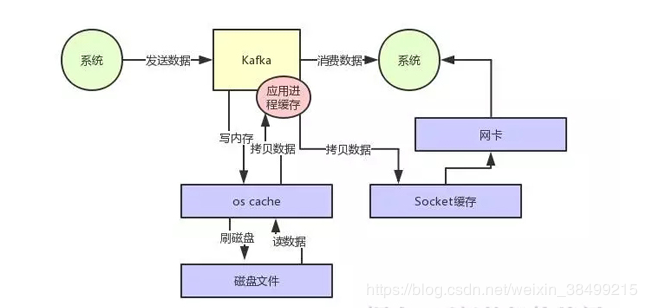 系统
发送数据
Kafka
消费数据
系统
应用进
程缓存
网卡
写内存
拷贝数据
拷贝数据
os cache
Socket缓存
刷磁盘
读数据
磁盘文件
https://blog.csdn.net/weixin_38499215